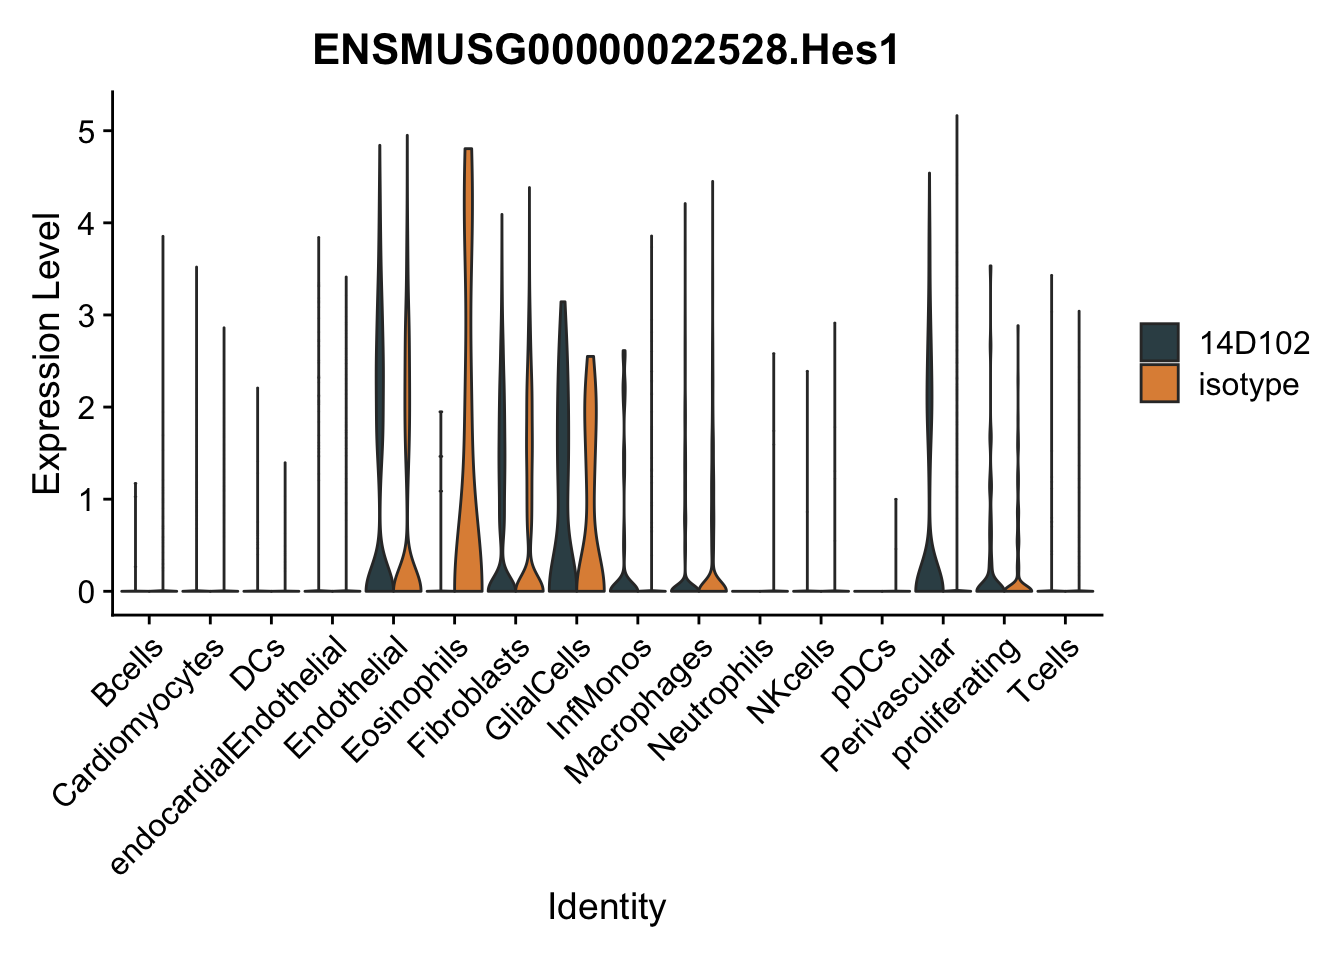 ENSMUSG00000022528.Hes1
Expression Level
5
4
3
2
1
0
14D102
isotype
Bcells
Cardiomyocytes
DCs
endocardialEndothelial
Endothelial
Eosinophils
Fibroblasts
GlialCells
InfMonos
Macrophages
Neutrophils
NKcells
pDCs
Perivascular
proliferating
Tcells
Identity